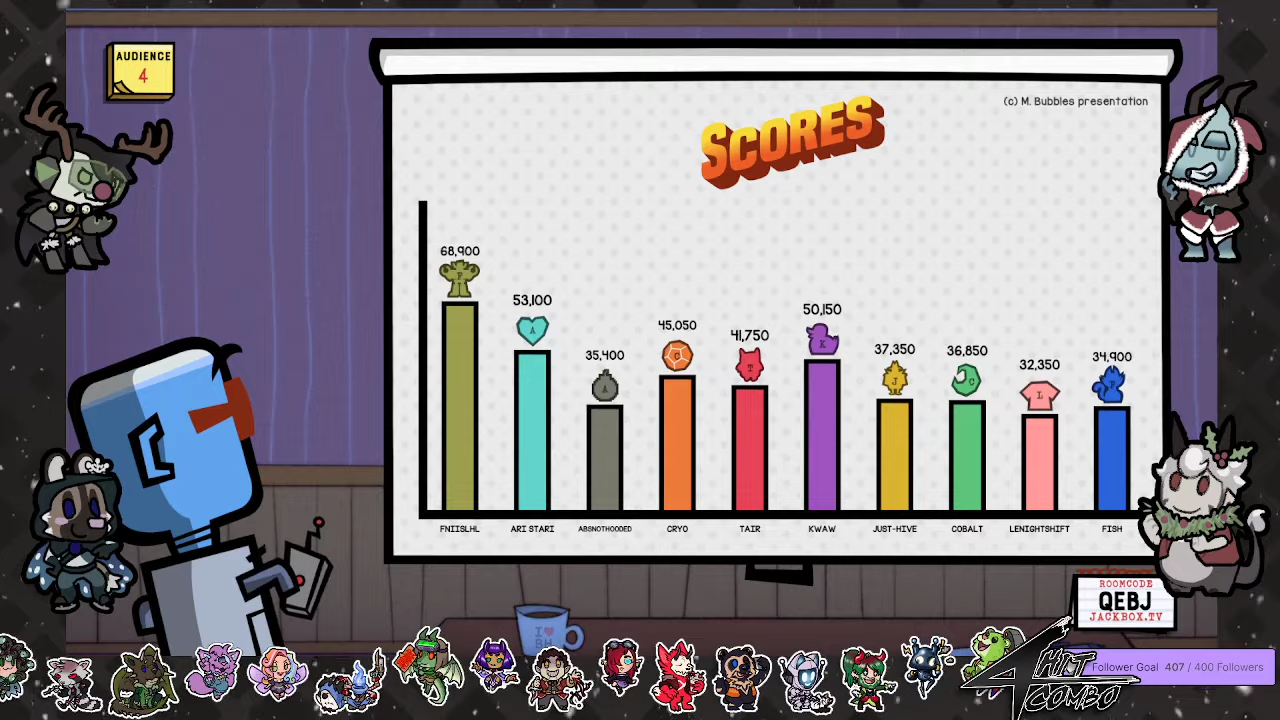 AUDIENCE
4
(c) M. Bubbles presentation
SCORES
68,900
53,100
35,400
45,050
41,750
50,150
37,350
36,850
32,350
34,900
F
A
A
C
T
K
J
C
L
F
FNIISLHL
ARI STARI
ABSNOTHOODED
CRYO
TAIR
KWAW
JUST-HIVE
COBALT
LENIGHTSHIFT
FISH
ROOMCODE
QEBJ
JACKBOX.TV
I ♥
BH
4 HIT
COMBO
Follower Goal 407 / 400 Followers